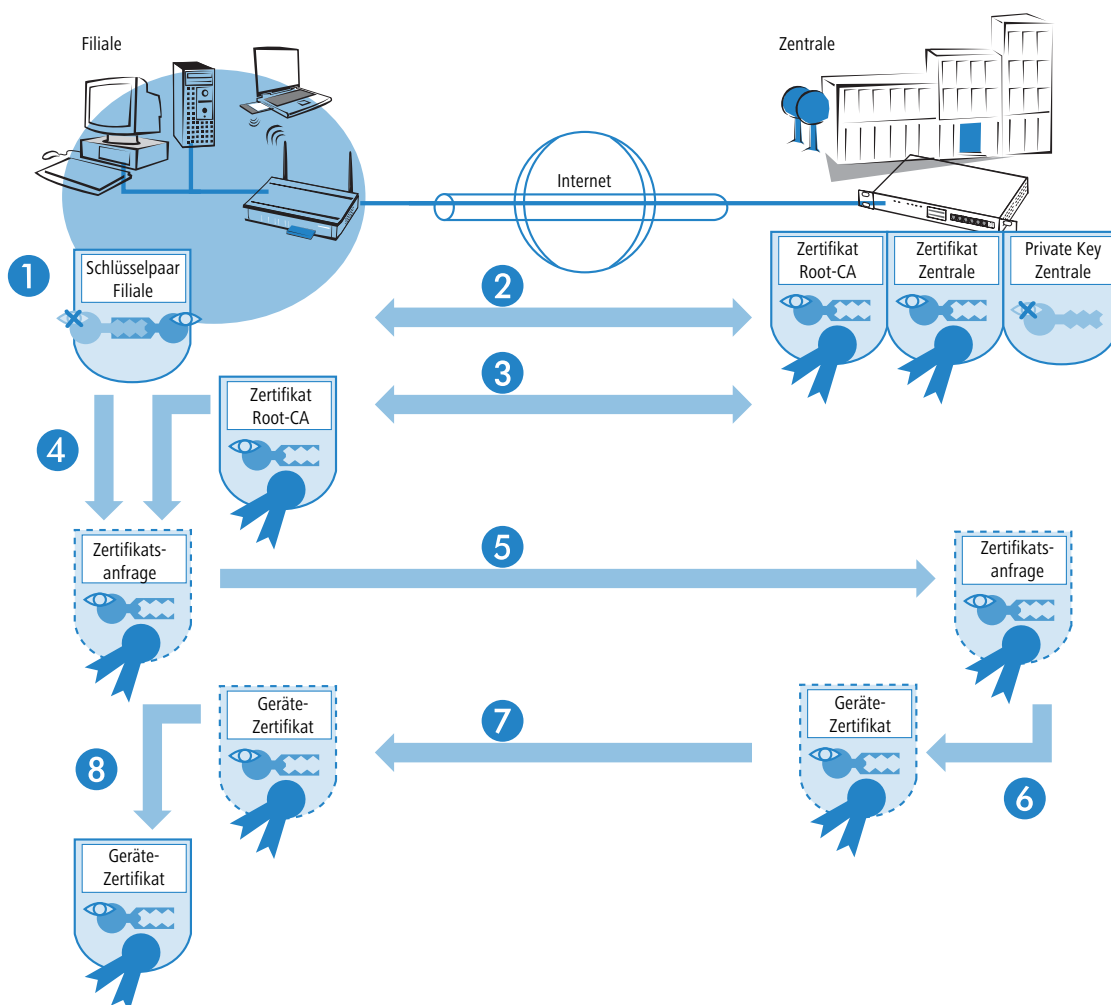 Filiale
Zentrale
Internet
1
Schlüsselpaar
Filiale
2
Zertifikat
Root-CA
Zertifikat
Zentrale
Private Key
Zentrale
3
Zertifikat
Root-CA
4
Zertifikats-
anfrage
5
Zertifikats-
anfrage
Geräte-
Zertifikat
7
Geräte-
Zertifikat
6
8
Geräte-
Zertifikat